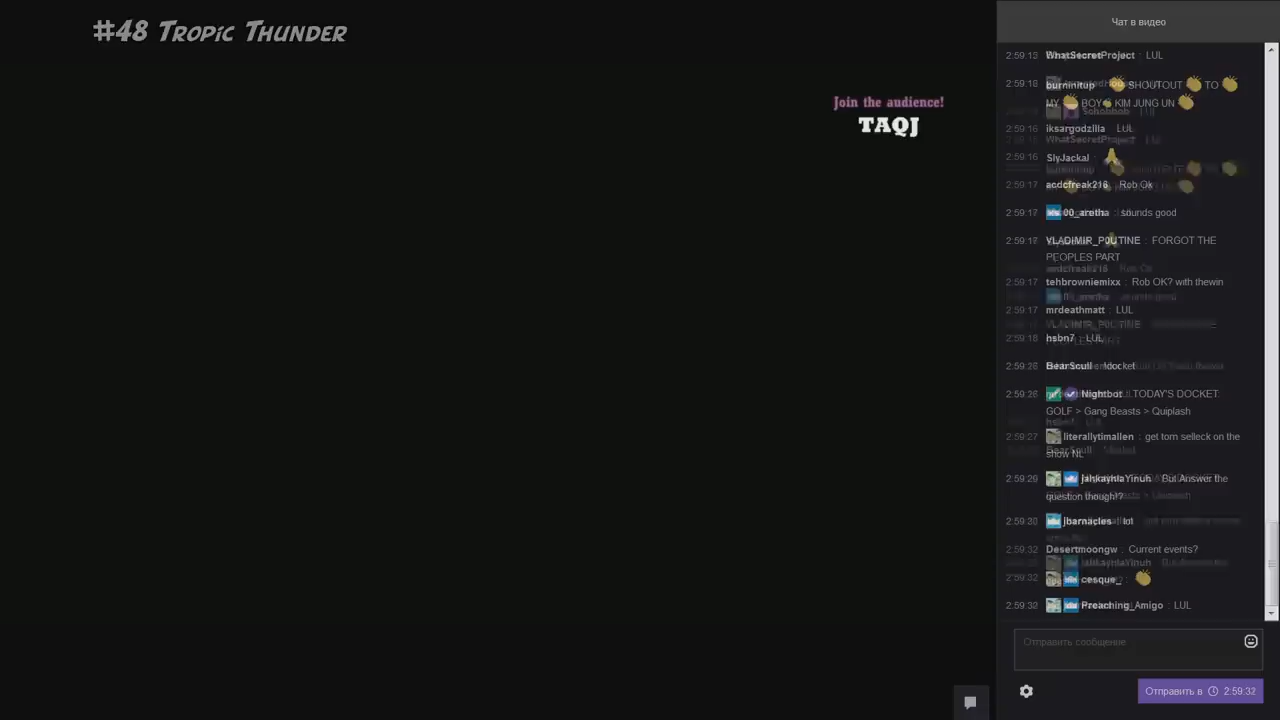 #48 Tropic Thunder
Join the audience!
TAQJ
Чат в видео
2:59:13 WhatSecretProject : LUL
2:59:18 burninitup SHOUTOUT TO
MY BOY KIM JUNG UN
2:59:16 iksargodzilla LUL
2:59:16 SlyJackal
2:59:17 acdcfreak216 Rob Ok
2:59:17 sounds good
2:59:17 VLADIMIR_P0UTINE : FORGOT THE
PEOPLES PART
2:59:17 tehbrowniemixx : Rob OK? with thewin
2:59:17 mrdeathmatt : LUL
2:59:18 hsbn7 : LUL
2:59:26 BearScull : !docket
2:59:26 Nightbot : TODAY'S DOCKET:
GOLF > Gang Beasts > Quiplash
2:59:27 literallytimallen : get tom selleck on the
show NL
2:59:29 But Answer the
question though!?
2:59:30 jbarnacles : lol
2:59:32 Desertmoongw : Current events?
2:59:32 cesque_ :
2:59:32 Preaching_Amigo : LUL
Отправить сообщение
Отправить в 2:59:32